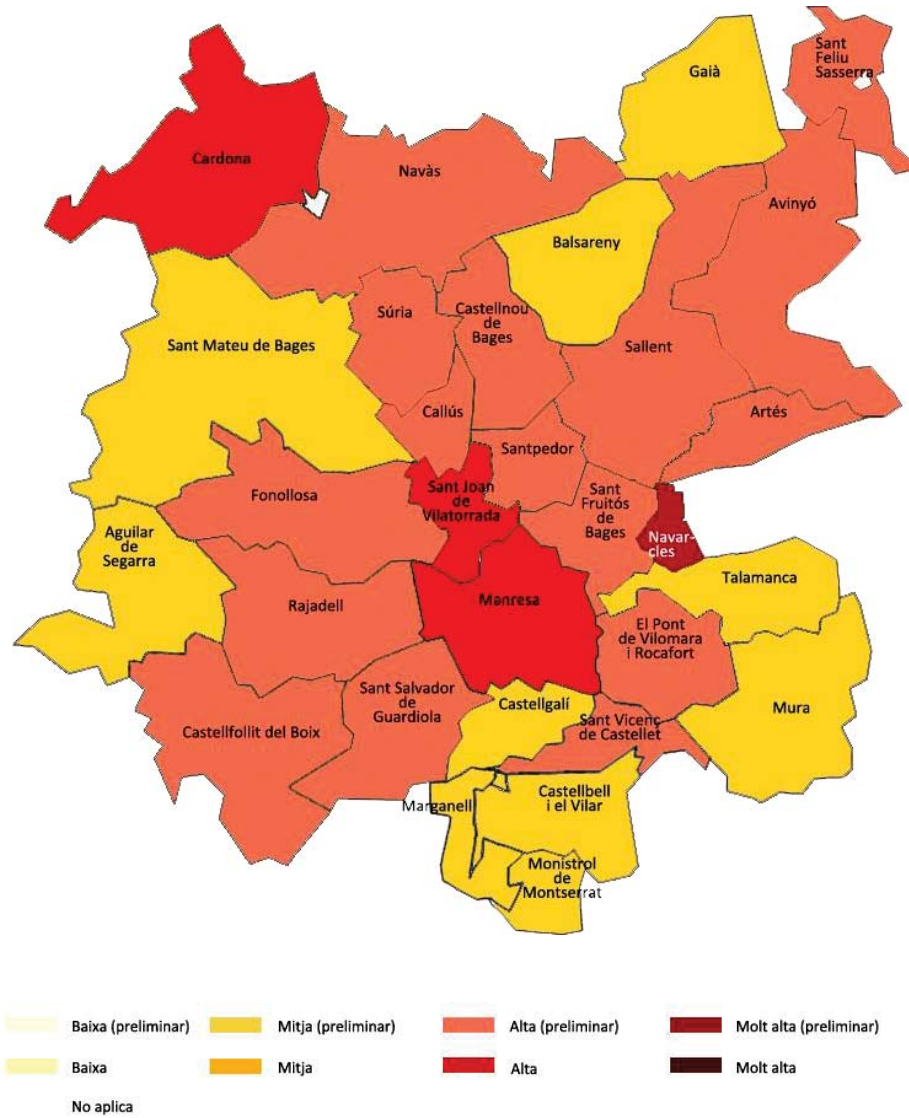 Sant
Feliu
Sasserra
Gaià
Cardona
Navàs
Avinyó
Balsareny
Súria
Castellnou
de
Bages
Sant Mateu de Bages
Sallent
Callús
Artés
Santpedor
Fonollosa
Sant Joan
de
Vilatorrada
Sant
Fruitós
de Bages
Navar-
cles
Aguilar
de
Segarra
Talamanca
Rajadell
Manresa
El Pont
de Vilomara
i Rocafort
Sant Salvador
de
Guardiola
Castellgalí
Mura
Castellfollit del Boix
Sant Vicenç
de Castellet
Marganell
Castellbell
i el Vilar
Monistrol
de
Montserrat
Baixa (preliminar)
Mitja (preliminar)
Alta (preliminar)
Molt alta (preliminar)
Baixa
Mitja
Alta
Molt alta
No aplica